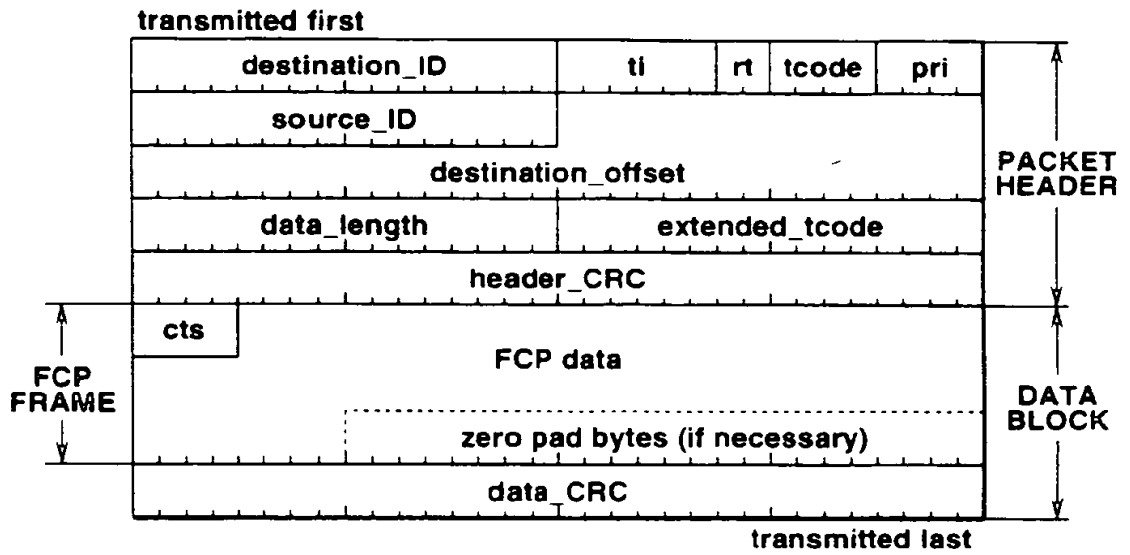 transmitted first
destination_ID tl rt tcode pri
source_ID
destination_offset
PACKET
HEADER
data_length extended_tcode
header_CRC
cts
FCP data
FCP
FRAME
DATA
BLOCK
zero pad bytes (if necessary)
data_CRC
transmitted last